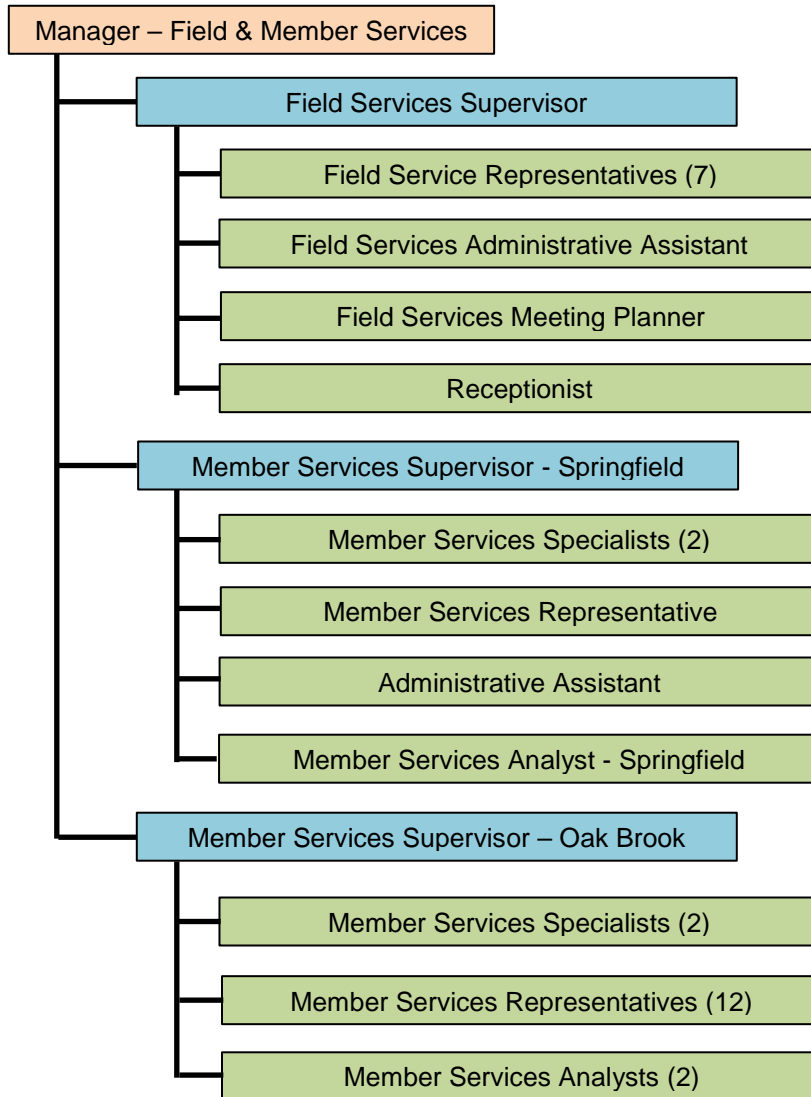 Manager – Field & Member Services
Field Services Supervisor
Field Service Representatives (7)
Field Services Administrative Assistant
Field Services Meeting Planner
Receptionist
Member Services Supervisor - Springfield
Member Services Specialists (2)
Member Services Representative
Administrative Assistant
Member Services Analyst - Springfield
Member Services Supervisor – Oak Brook
Member Services Specialists (2)
Member Services Representatives (12)
Member Services Analysts (2)